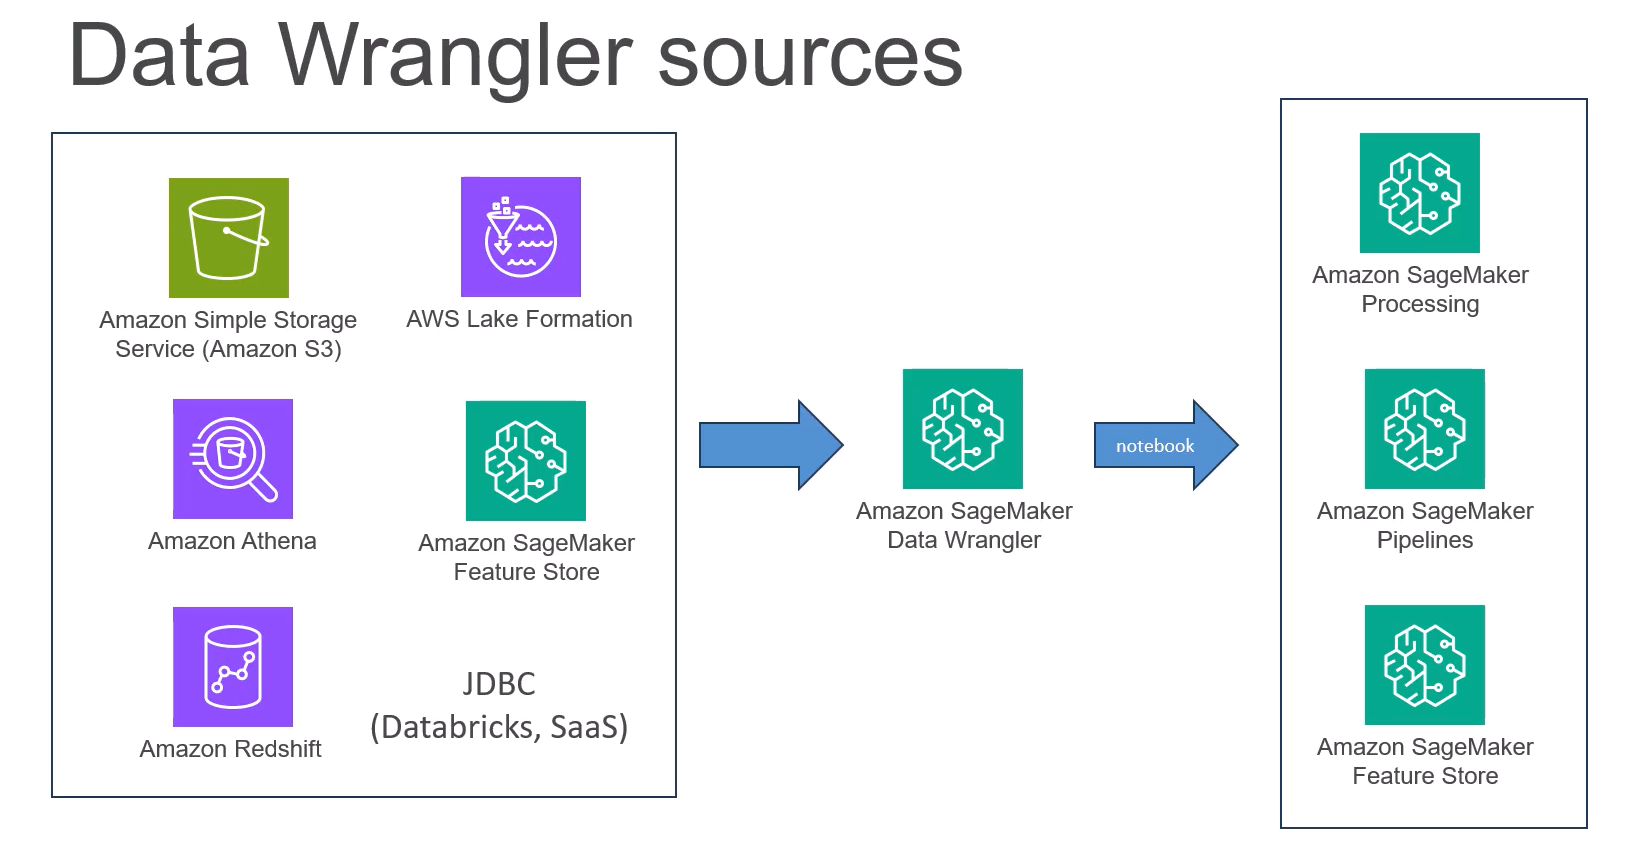 Data Wrangler sources
Amazon Simple Storage
Service (Amazon S3)
AWS Lake Formation
Amazon Athena
Amazon SageMaker
Feature Store
Amazon Redshift
JDBC
(Databricks, SaaS)
Amazon SageMaker
Data Wrangler
notebook
Amazon SageMaker
Processing
Amazon SageMaker
Pipelines
Amazon SageMaker
Feature Store